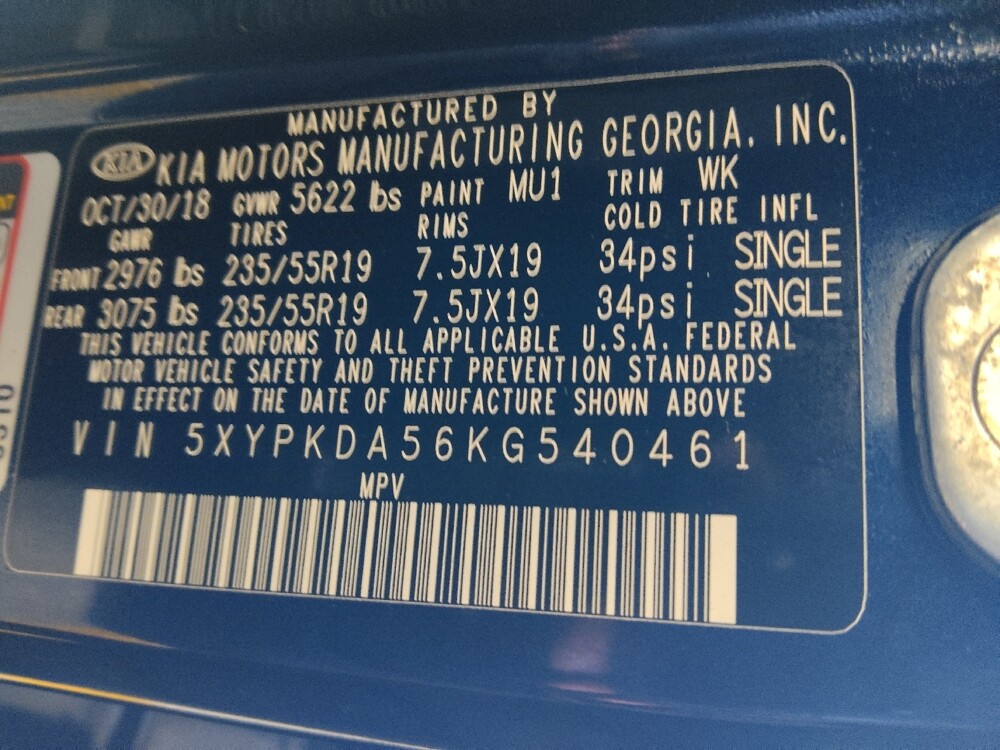 MANUFACTURED BY
KIA KIA MOTORS MANUFACTURING GEORGIA, INC.
OCT/30/18 GVWR 5622 lbs PAINT MU1 TRIM WK
GAWR TIRES RIMS COLD TIRE INFL
FRONT 2976 lbs 235/55R19 7.5JX19 34psi SINGLE
REAR 3075 lbs 235/55R19 7.5JX19 34psi SINGLE
THIS VEHICLE CONFORMS TO ALL APPLICABLE U.S.A. FEDERAL
MOTOR VEHICLE SAFETY AND THEFT PREVENTION STANDARDS
IN EFFECT ON THE DATE OF MANUFACTURE SHOWN ABOVE
VIN 5XYPKDA56KG540461
MPV